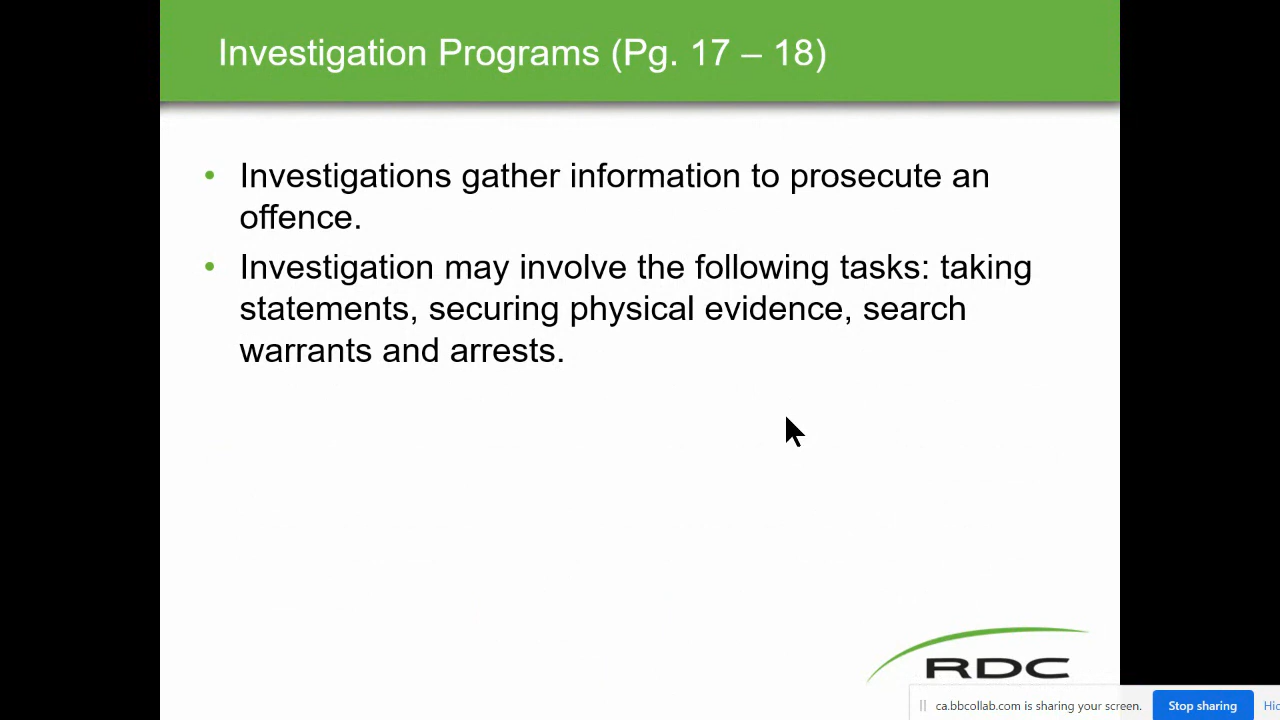 Investigation Programs (Pg. 17 – 18)
• Investigations gather information to prosecute an
offence.
• Investigation may involve the following tasks: taking
statements, securing physical evidence, search
warrants and arrests.
RDC
ca.bbcollab.com is sharing your screen. Stop sharing